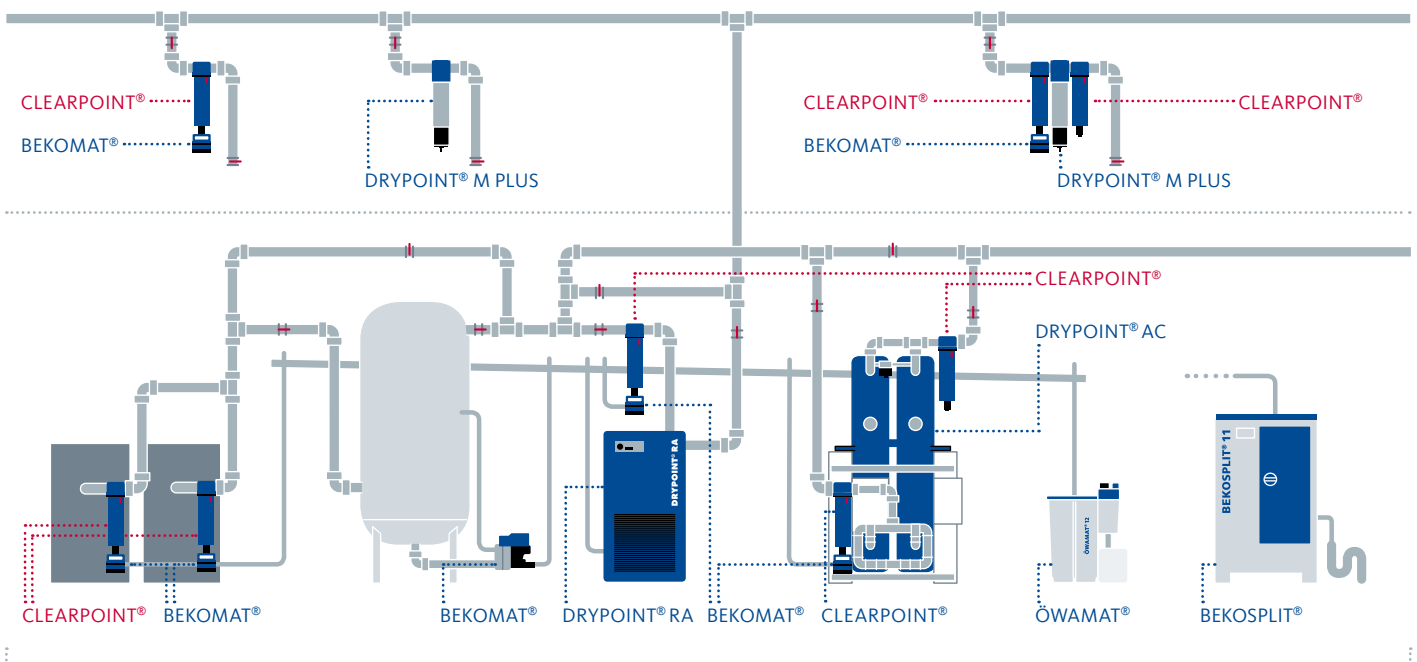 CLEARPOINT®
CLEARPOINT®
CLEARPOINT®
BEKOMAT®
BEKOMAT®
DRYPOINT® M PLUS
DRYPOINT® M PLUS
CLEARPOINT®
DRYPOINT® AC
DRYPOINT® RA
BEKOSPLIT® 11
ÖWAMAT® 12
CLEARPOINT®
BEKOMAT®
BEKOMAT®
DRYPOINT® RA
BEKOMAT®
CLEARPOINT®
ÖWAMAT®
BEKOSPLIT®